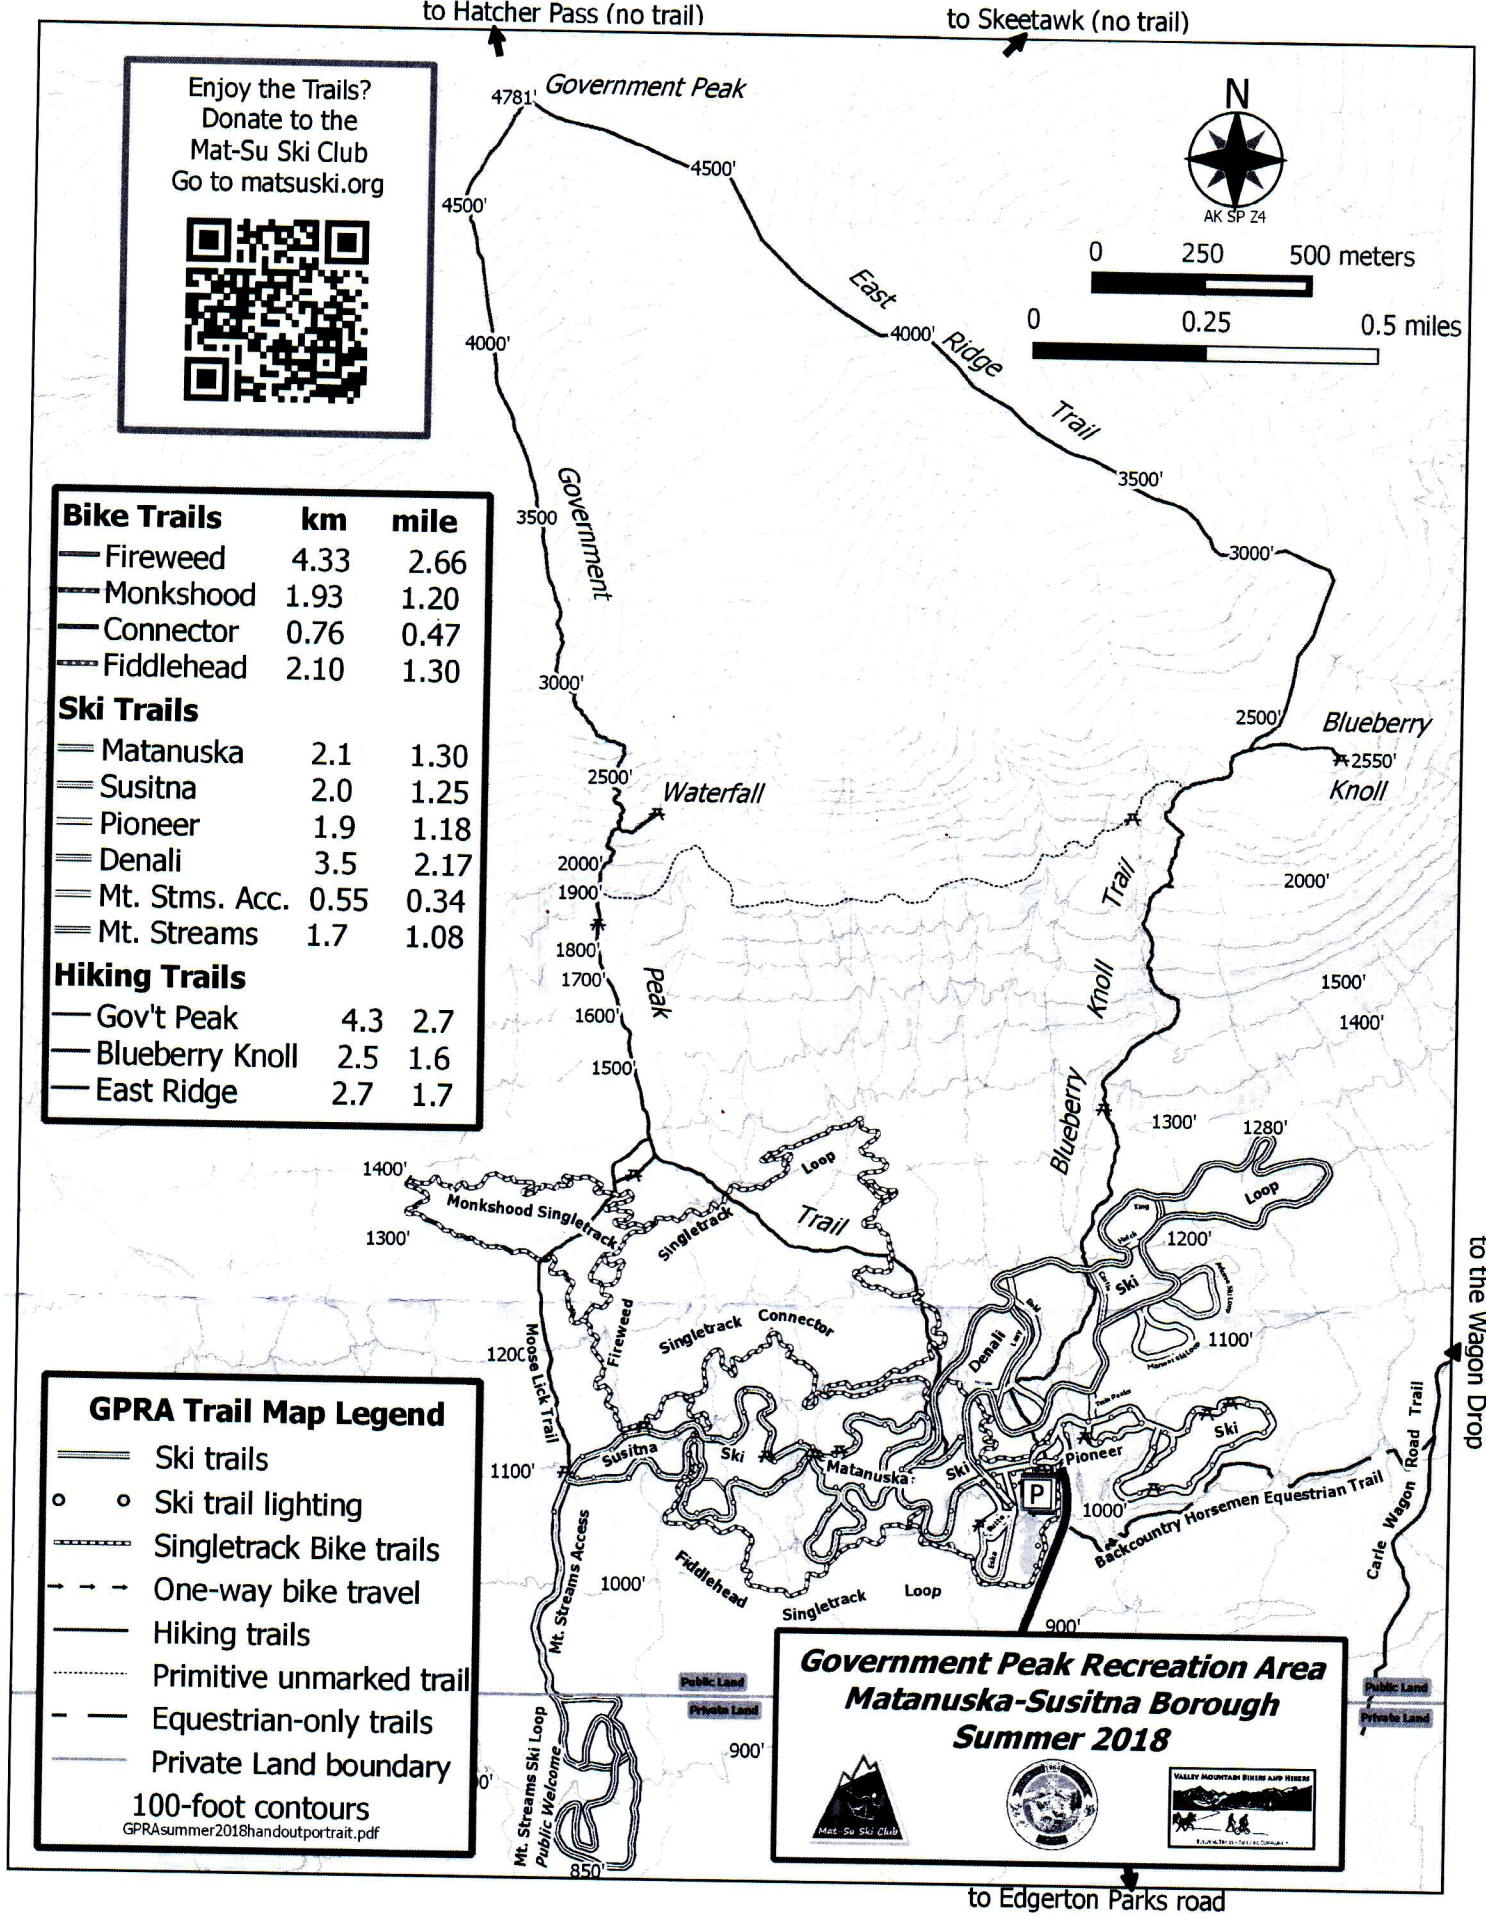 to Hatcher Pass (no trail)
to Skeetawk (no trail)
Enjoy the Trails?
Donate to the
Mat-Su Ski Club
Go to matsuski.org
4781'
Government Peak
4500'
4500'
N
AK SP Z4
0 250 500 meters
0 0.25 0.5 miles
East
Ridge
Trail
4000'
4000'
3500'
3500
3000'
3000'
Government
Peak
Trail
Bike Trails km mile
Fireweed 4.33 2.66
Monkshood 1.93 1.20
Connector 0.76 0.47
Fiddlehead 2.10 1.30
Ski Trails
Matanuska 2.1 1.30
Susitna 2.0 1.25
Pioneer 1.9 1.18
Denali 3.5 2.17
Mt. Stms. Acc. 0.55 0.34
Mt. Streams 1.7 1.08
Hiking Trails
Gov't Peak 4.3 2.7
Blueberry Knoll 2.5 1.6
East Ridge 2.7 1.7
2500'
Blueberry
2550'
Knoll
2500'
Waterfall
2000'
1900'
1800'
1700'
1600'
1500'
2000'
1500'
1400'
1300'
1280'
Blueberry
Knoll
Trail
1400'
Monkshood Singletrack
1300'
Singletrack
Loop
Loop
1200'
Ski
1100'
Denali
Fireweed
Singletrack Connector
Moose Lick Trail
1200
1100'
Susitna
Ski
Matanuska
Ski
Twin Peaks
Pioneer
Ski
P
1000'
Backcountry Horsemen Equestrian Trail
Carle Wagon Road Trail
to the Wagon Drop
Mt. Streams Access
1000'
Fiddlehead
Singletrack
Loop
900'
Public Land
Private Land
Public Land
Private Land
900'
Mt. Streams Ski Loop
Public Welcome
850'
GPRA Trail Map Legend
Ski trails
Ski trail lighting
Singletrack Bike trails
One-way bike travel
Hiking trails
Primitive unmarked trail
Equestrian-only trails
Private Land boundary
100-foot contours
GPRAsummer2018handoutportrait.pdf
Government Peak Recreation Area
Matanuska-Susitna Borough
Summer 2018
Mat-Su Ski Club
1964
VALLEY MOUNTAIN BIKERS AND HIKERS
to Edgerton Parks road